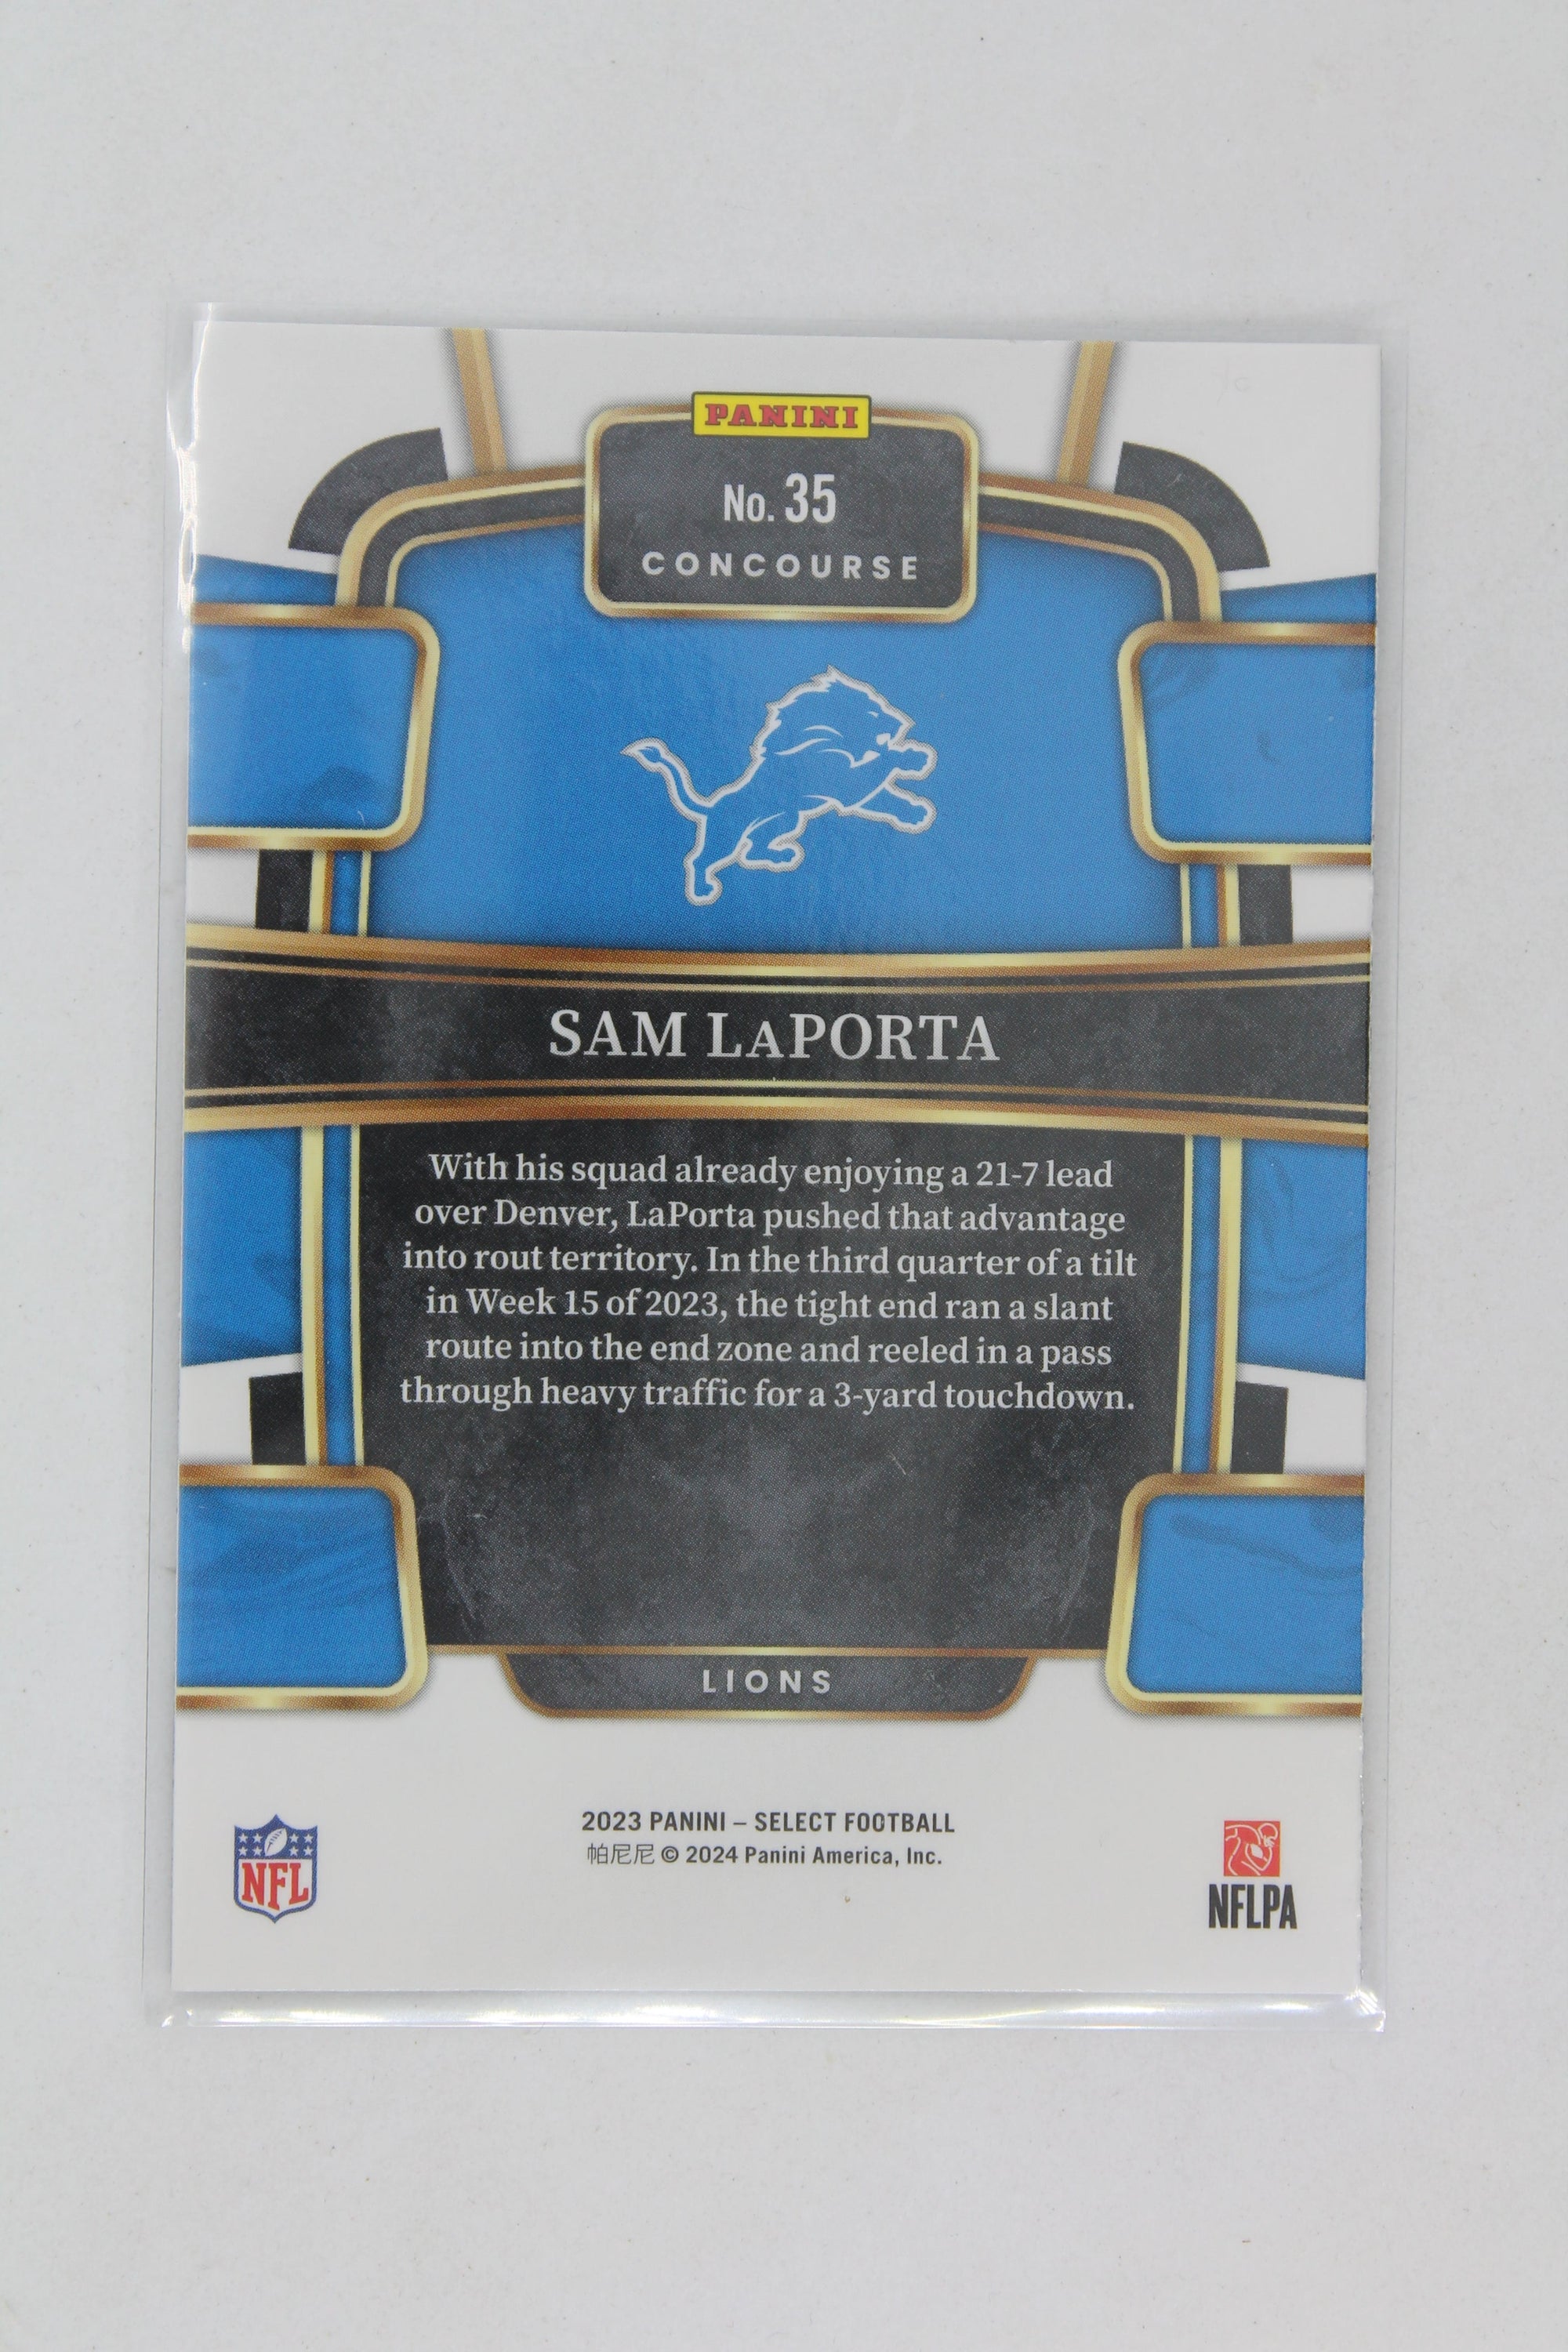 PANINI
No. 35
CONCOURSE
SAM LaPORTA
With his squad already enjoying a 21-7 lead
over Denver, LaPorta pushed that advantage
into rout territory. In the third quarter of a tilt
in Week 15 of 2023, the tight end ran a slant
route into the end zone and reeled in a pass
through heavy traffic for a 3-yard touchdown.
LIONS
2023 PANINI – SELECT FOOTBALL
帕尼尼 © 2024 Panini America, Inc.
NFL
NFLPA